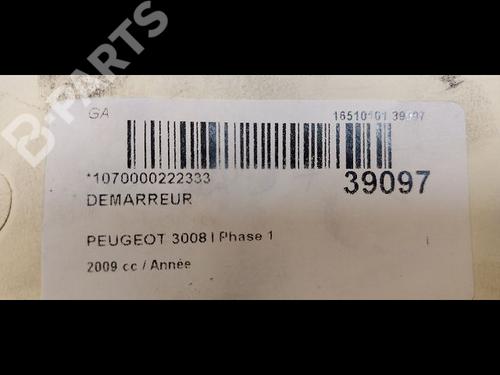 B-PARTS
GA
16510101 39097
*1070000222333
39097
DEMARREUR
PEUGEOT 3008 I Phase 1
2009 cc / Année